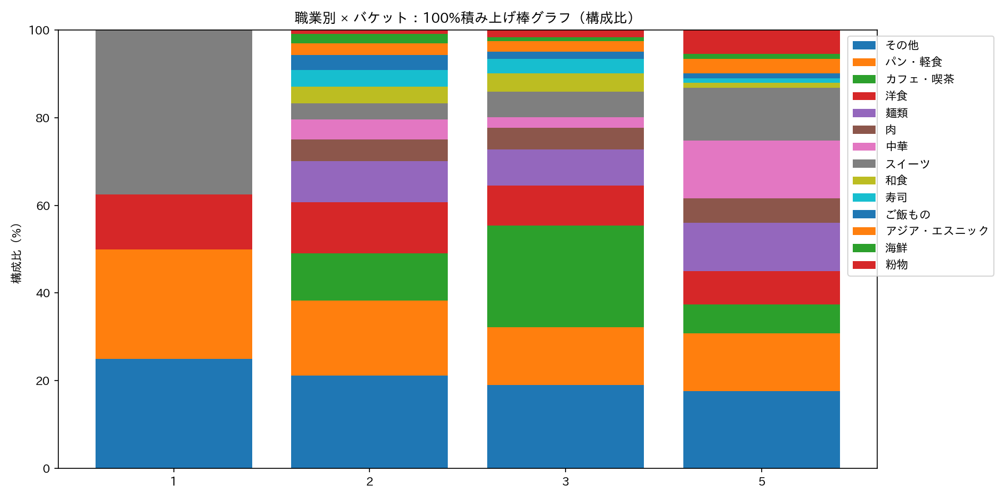 職業別 × バケット：100%積み上げ棒グラフ（構成比）
構成比（%）
100
80
60
40
20
0
1
2
3
5
その他
パン・軽食
カフェ・喫茶
洋食
麺類
肉
中華
スイーツ
和食
寿司
ご飯もの
アジア・エスニック
海鮮
粉物